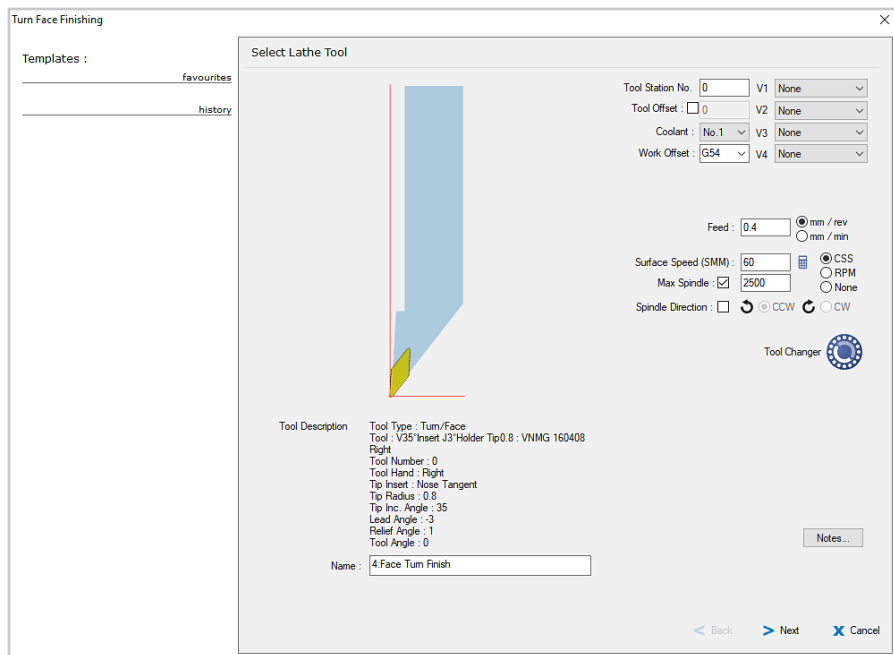 Turn Face Finishing
Templates :
favourites
history
Select Lathe Tool
Tool Station No. 0 V1 None
Tool Offset : 0 V2 None
Coolant : No.1 V3 None
Work Offset : G54 V4 None
Feed : 0.4 mm / rev
mm / min
Surface Speed (SMM) : 60 CSS
RPM
Max Spindle : 2500
None
Spindle Direction : CCW CW
Tool Changer
Tool Description Tool Type : Turn/Face
Tool : V35°Insert J3°Holder Tip0.8 : VNMG 160408
Right
Tool Number : 0
Tool Hand : Right
Tip Insert : Nose Tangent
Tip Radius : 0.8
Tip Inc. Angle : 35
Lead Angle : -3
Relief Angle : 1
Tool Angle : 0
Notes...
Name : 4:Face Turn Finish
< Back > Next X Cancel